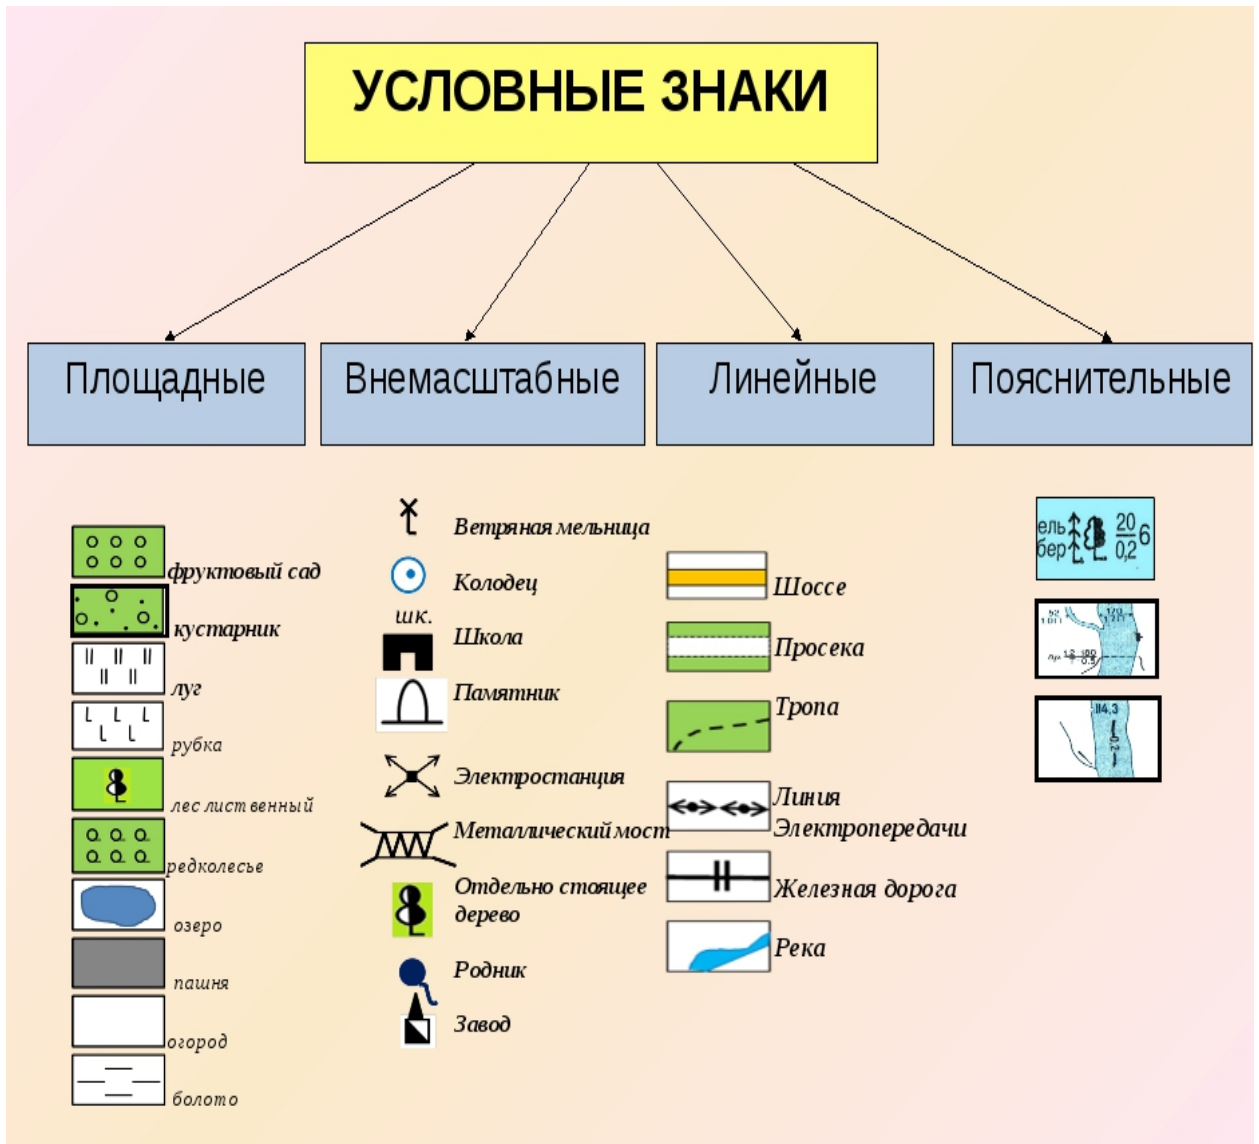 УСЛОВНЫЕ ЗНАКИ
Площадные
Внемасштабные
Линейные
Пояснительные
фруктовый сад
кустарник
луг
рубка
лес лиственный
редколесье
озеро
пашня
огород
болото
Ветряная мельница
Колодец
шк.
Школа
Памятник
Электростанция
Металлический мост
Отдельно стоящее
дерево
Родник
Завод
Шоссе
Просека
Тропа
Линия
Электропередачи
Железная дорога
Река
ель 20 6
бер 0,2
114,3
0,2